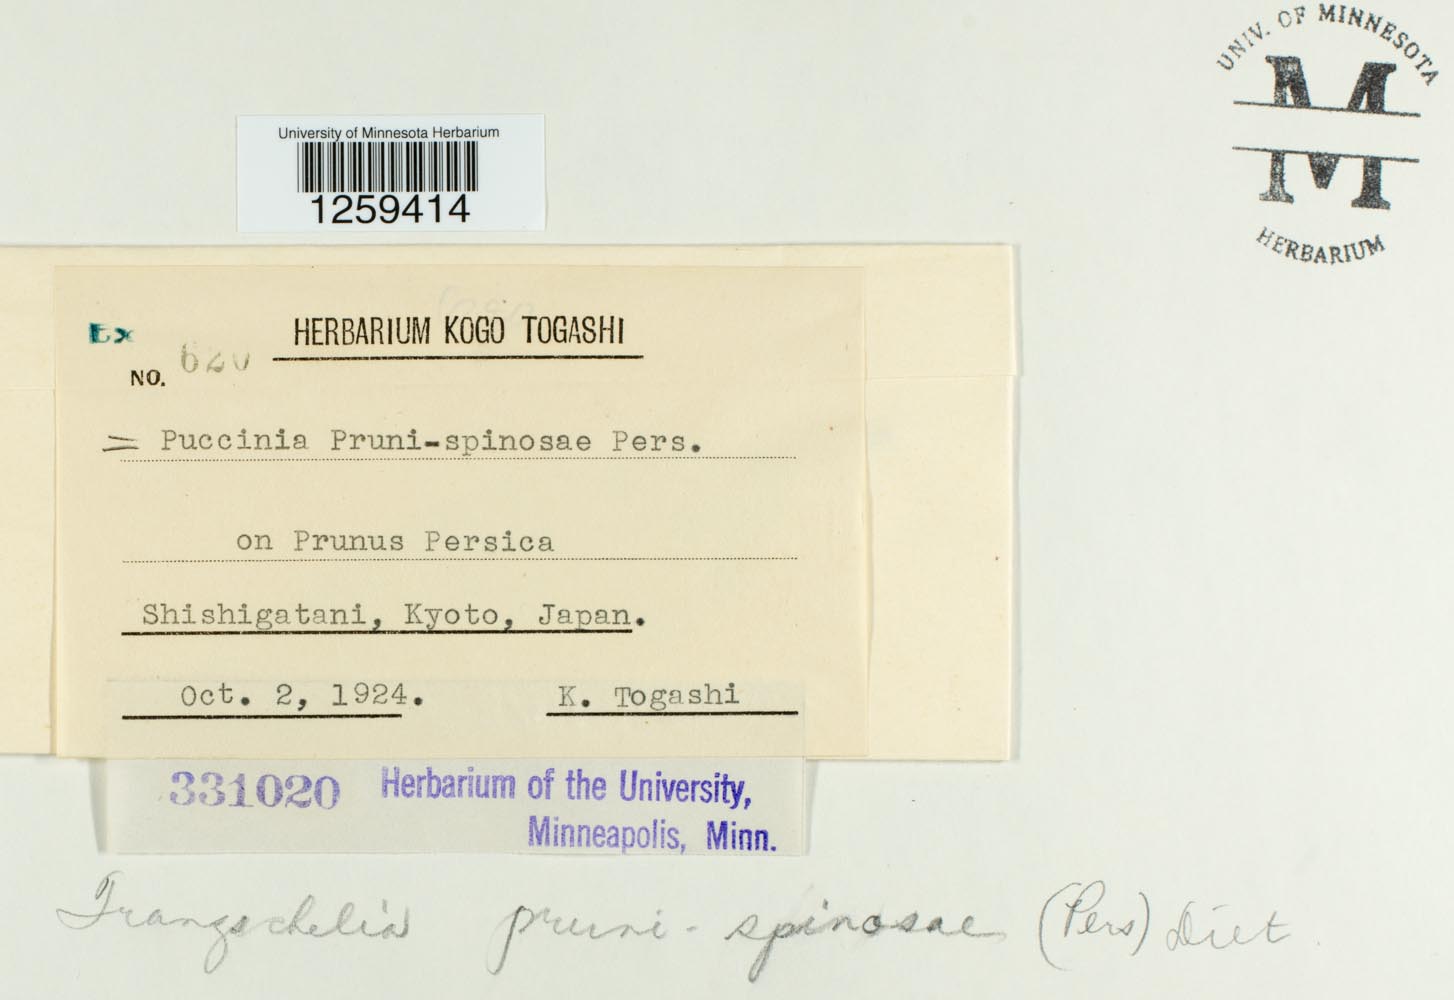 UNIV. OF MINNESOTA
M
HERBARIUM
University of Minnesota Herbarium
1259414
Ex HERBARIUM KOGO TOGASHI
NO. 620
= Puccinia Pruni-spinosae Pers.
on Prunus Persica
Shishigatani, Kyoto, Japan.
Oct. 2, 1924. K. Togashi
331020 Herbarium of the University,
Minneapolis, Minn.
Tranzschelia pruni-spinosae (Pers) Diet.